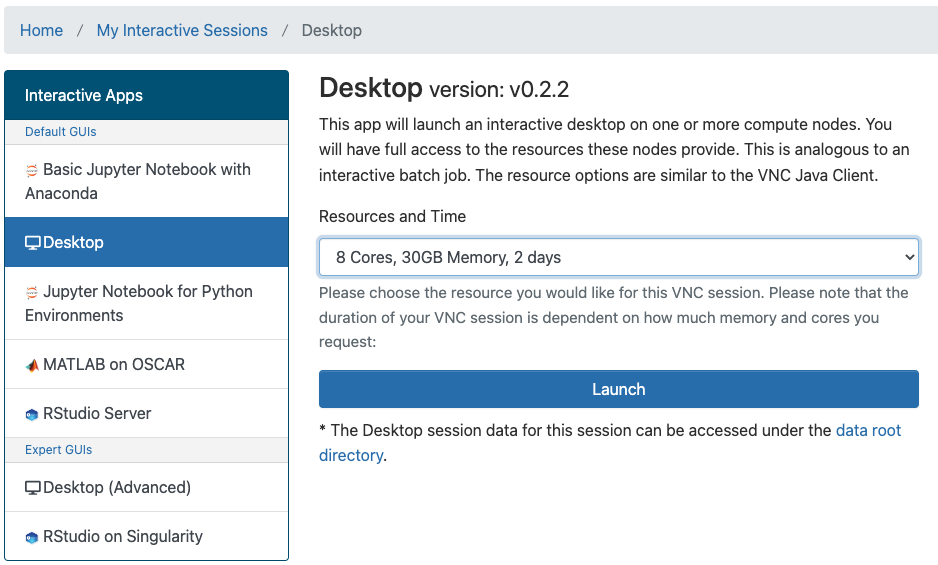 Home / My Interactive Sessions / Desktop
Interactive Apps
Default GUIs
Basic Jupyter Notebook with
Anaconda
Desktop
Jupyter Notebook for Python
Environments
MATLAB on OSCAR
RStudio Server
Expert GUIs
Desktop (Advanced)
RStudio on Singularity
Desktop version: v0.2.2
This app will launch an interactive desktop on one or more compute nodes. You
will have full access to the resources these nodes provide. This is analogous to an
interactive batch job. The resource options are similar to the VNC Java Client.
Resources and Time
8 Cores, 30GB Memory, 2 days
Please choose the resource you would like for this VNC session. Please note that the
duration of your VNC session is dependent on how much memory and cores you
request:
Launch
* The Desktop session data for this session can be accessed under the data root
directory.